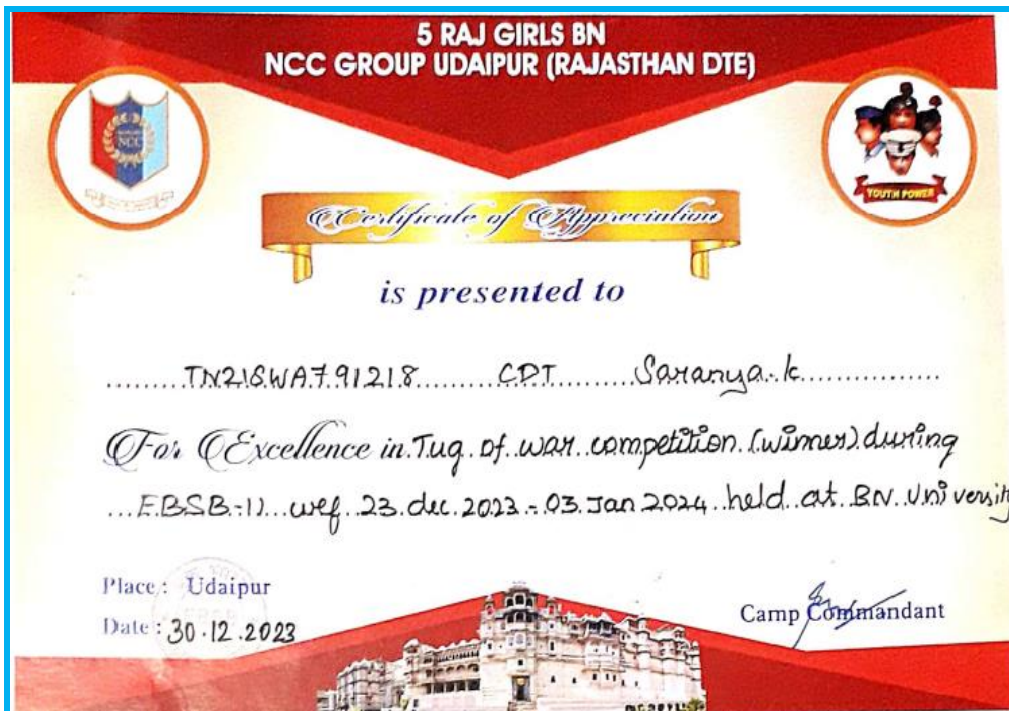 5 RAJ GIRLS BN
NCC GROUP UDAIPUR (RAJASTHAN DTE)
NCC
YOUTH POWER
Certificate of Appreciation
is presented to
TN21SWA791218 CDT Saranya.k
For Excellence in Tug of war competition (winner) during
EBSB-11 wef 23 dec 2023 - 03 Jan 2024 held at BN University
Place : Udaipur
Date : 30.12.2023
Camp Commandant